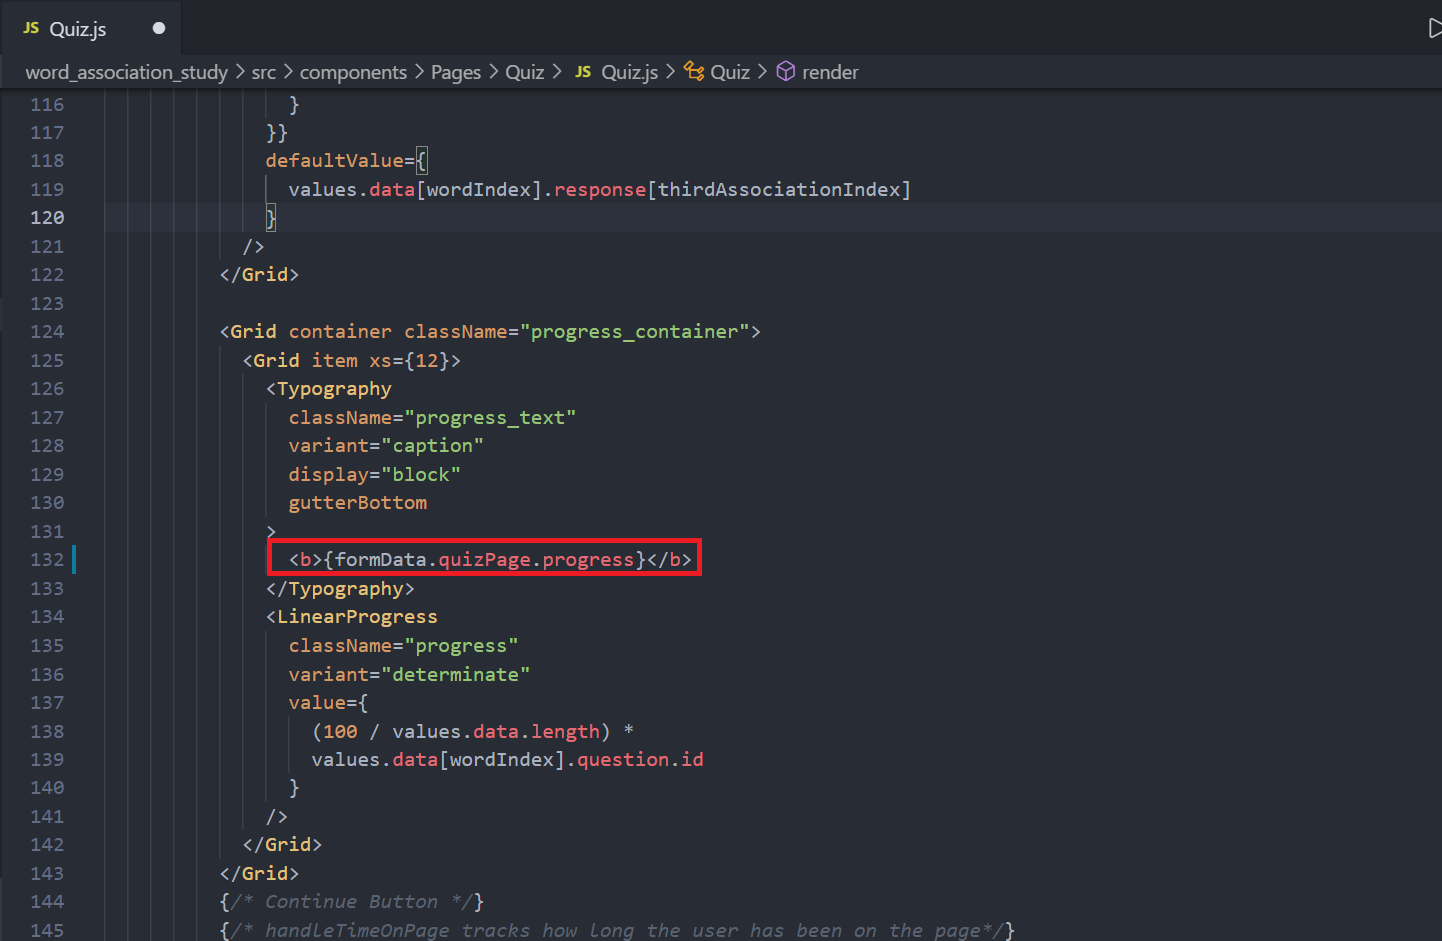 JS Quiz.js
word_association_study > src > components > Pages > Quiz > JS Quiz.js > Quiz > render
116 }
117 }}
118 defaultValue={
119 values.data[wordIndex].response[thirdAssociationIndex]
120 }
121 />
122 </Grid>
123
124 <Grid container className="progress_container">
125 <Grid item xs={12}>
126 <Typography
127 className="progress_text"
128 variant="caption"
129 display="block"
130 gutterBottom
131 >
132 <b>{formData.quizPage.progress}</b>
133 </Typography>
134 <LinearProgress
135 className="progress"
136 variant="determinate"
137 value={
138 (100 / values.data.length) *
139 values.data[wordIndex].question.id
140 }
141 />
142 </Grid>
143 </Grid>
144 {/* Continue Button */}
145 {/* handleTimeOnPage tracks how long the user has been on the page*/}